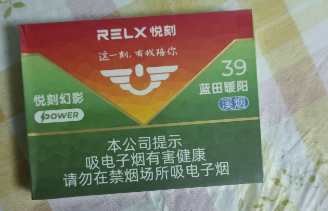 RELX 悦刻
这一刻,有我陪你
39
蓝田暖阳
溪烟
悦刻幻影
POWER
本公司提示
吸电子烟有害健康
请勿在禁烟场所吸电子烟